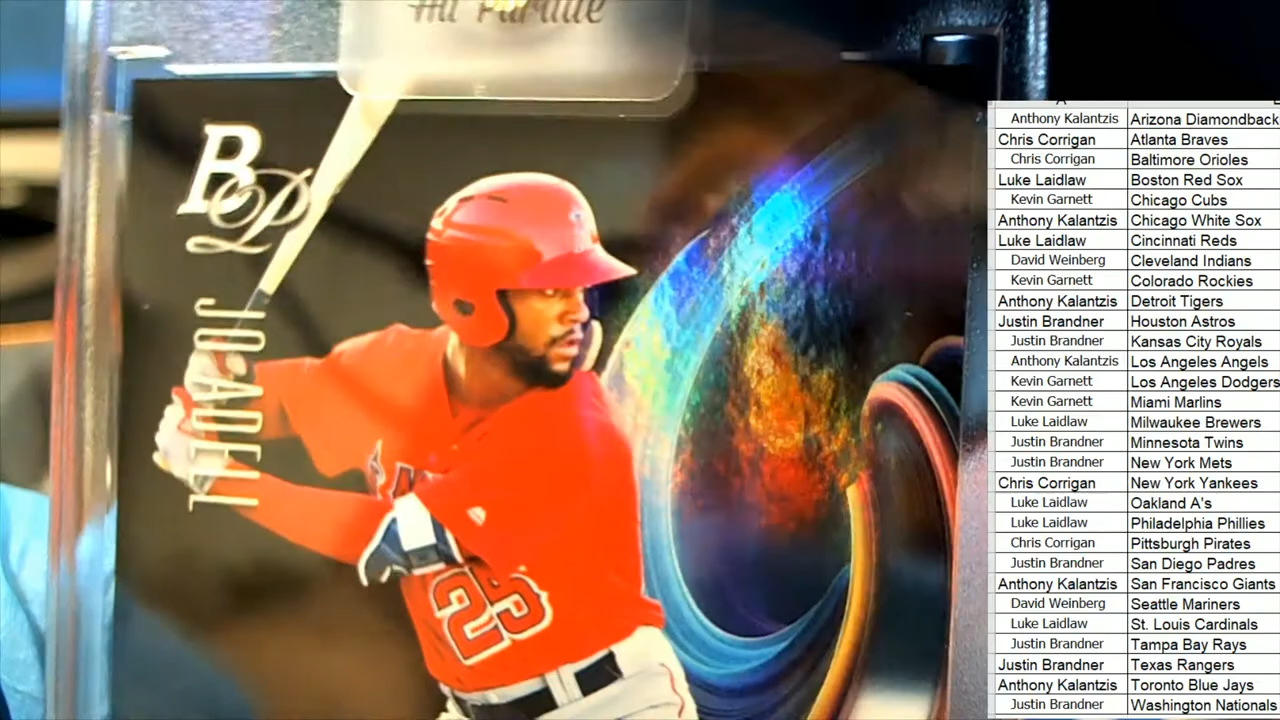 Hit Parade
BP
JO ADELL
25
A
Anthony Kalantzis Arizona Diamondback
Chris Corrigan Atlanta Braves
Chris Corrigan Baltimore Orioles
Luke Laidlaw Boston Red Sox
Kevin Garnett Chicago Cubs
Anthony Kalantzis Chicago White Sox
Luke Laidlaw Cincinnati Reds
David Weinberg Cleveland Indians
Kevin Garnett Colorado Rockies
Anthony Kalantzis Detroit Tigers
Justin Brandner Houston Astros
Justin Brandner Kansas City Royals
Anthony Kalantzis Los Angeles Angels
Kevin Garnett Los Angeles Dodgers
Kevin Garnett Miami Marlins
Luke Laidlaw Milwaukee Brewers
Justin Brandner Minnesota Twins
Justin Brandner New York Mets
Chris Corrigan New York Yankees
Luke Laidlaw Oakland A's
Luke Laidlaw Philadelphia Phillies
Chris Corrigan Pittsburgh Pirates
Justin Brandner San Diego Padres
Anthony Kalantzis San Francisco Giants
David Weinberg Seattle Mariners
Luke Laidlaw St. Louis Cardinals
Justin Brandner Tampa Bay Rays
Justin Brandner Texas Rangers
Anthony Kalantzis Toronto Blue Jays
Justin Brandner Washington Nationals